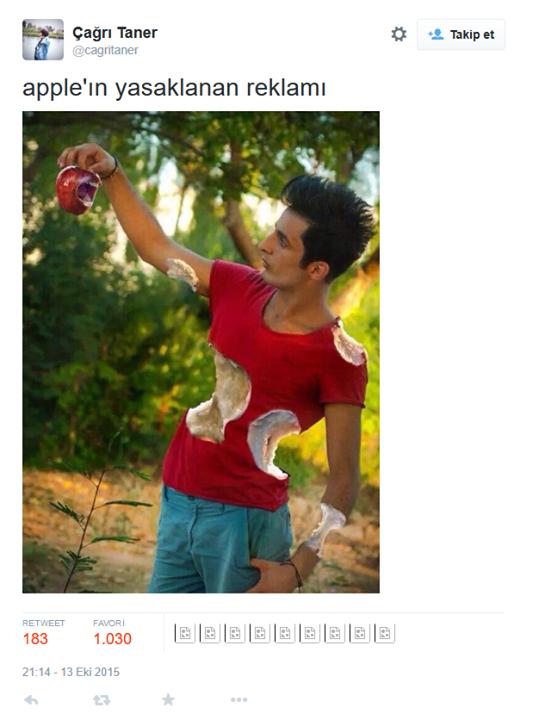 Çağrı Taner
@cagritaner
Takip et
apple'ın yasaklanan reklamı
RETWEET
183
FAVORİ
1.030
21:14 - 13 Eki 2015